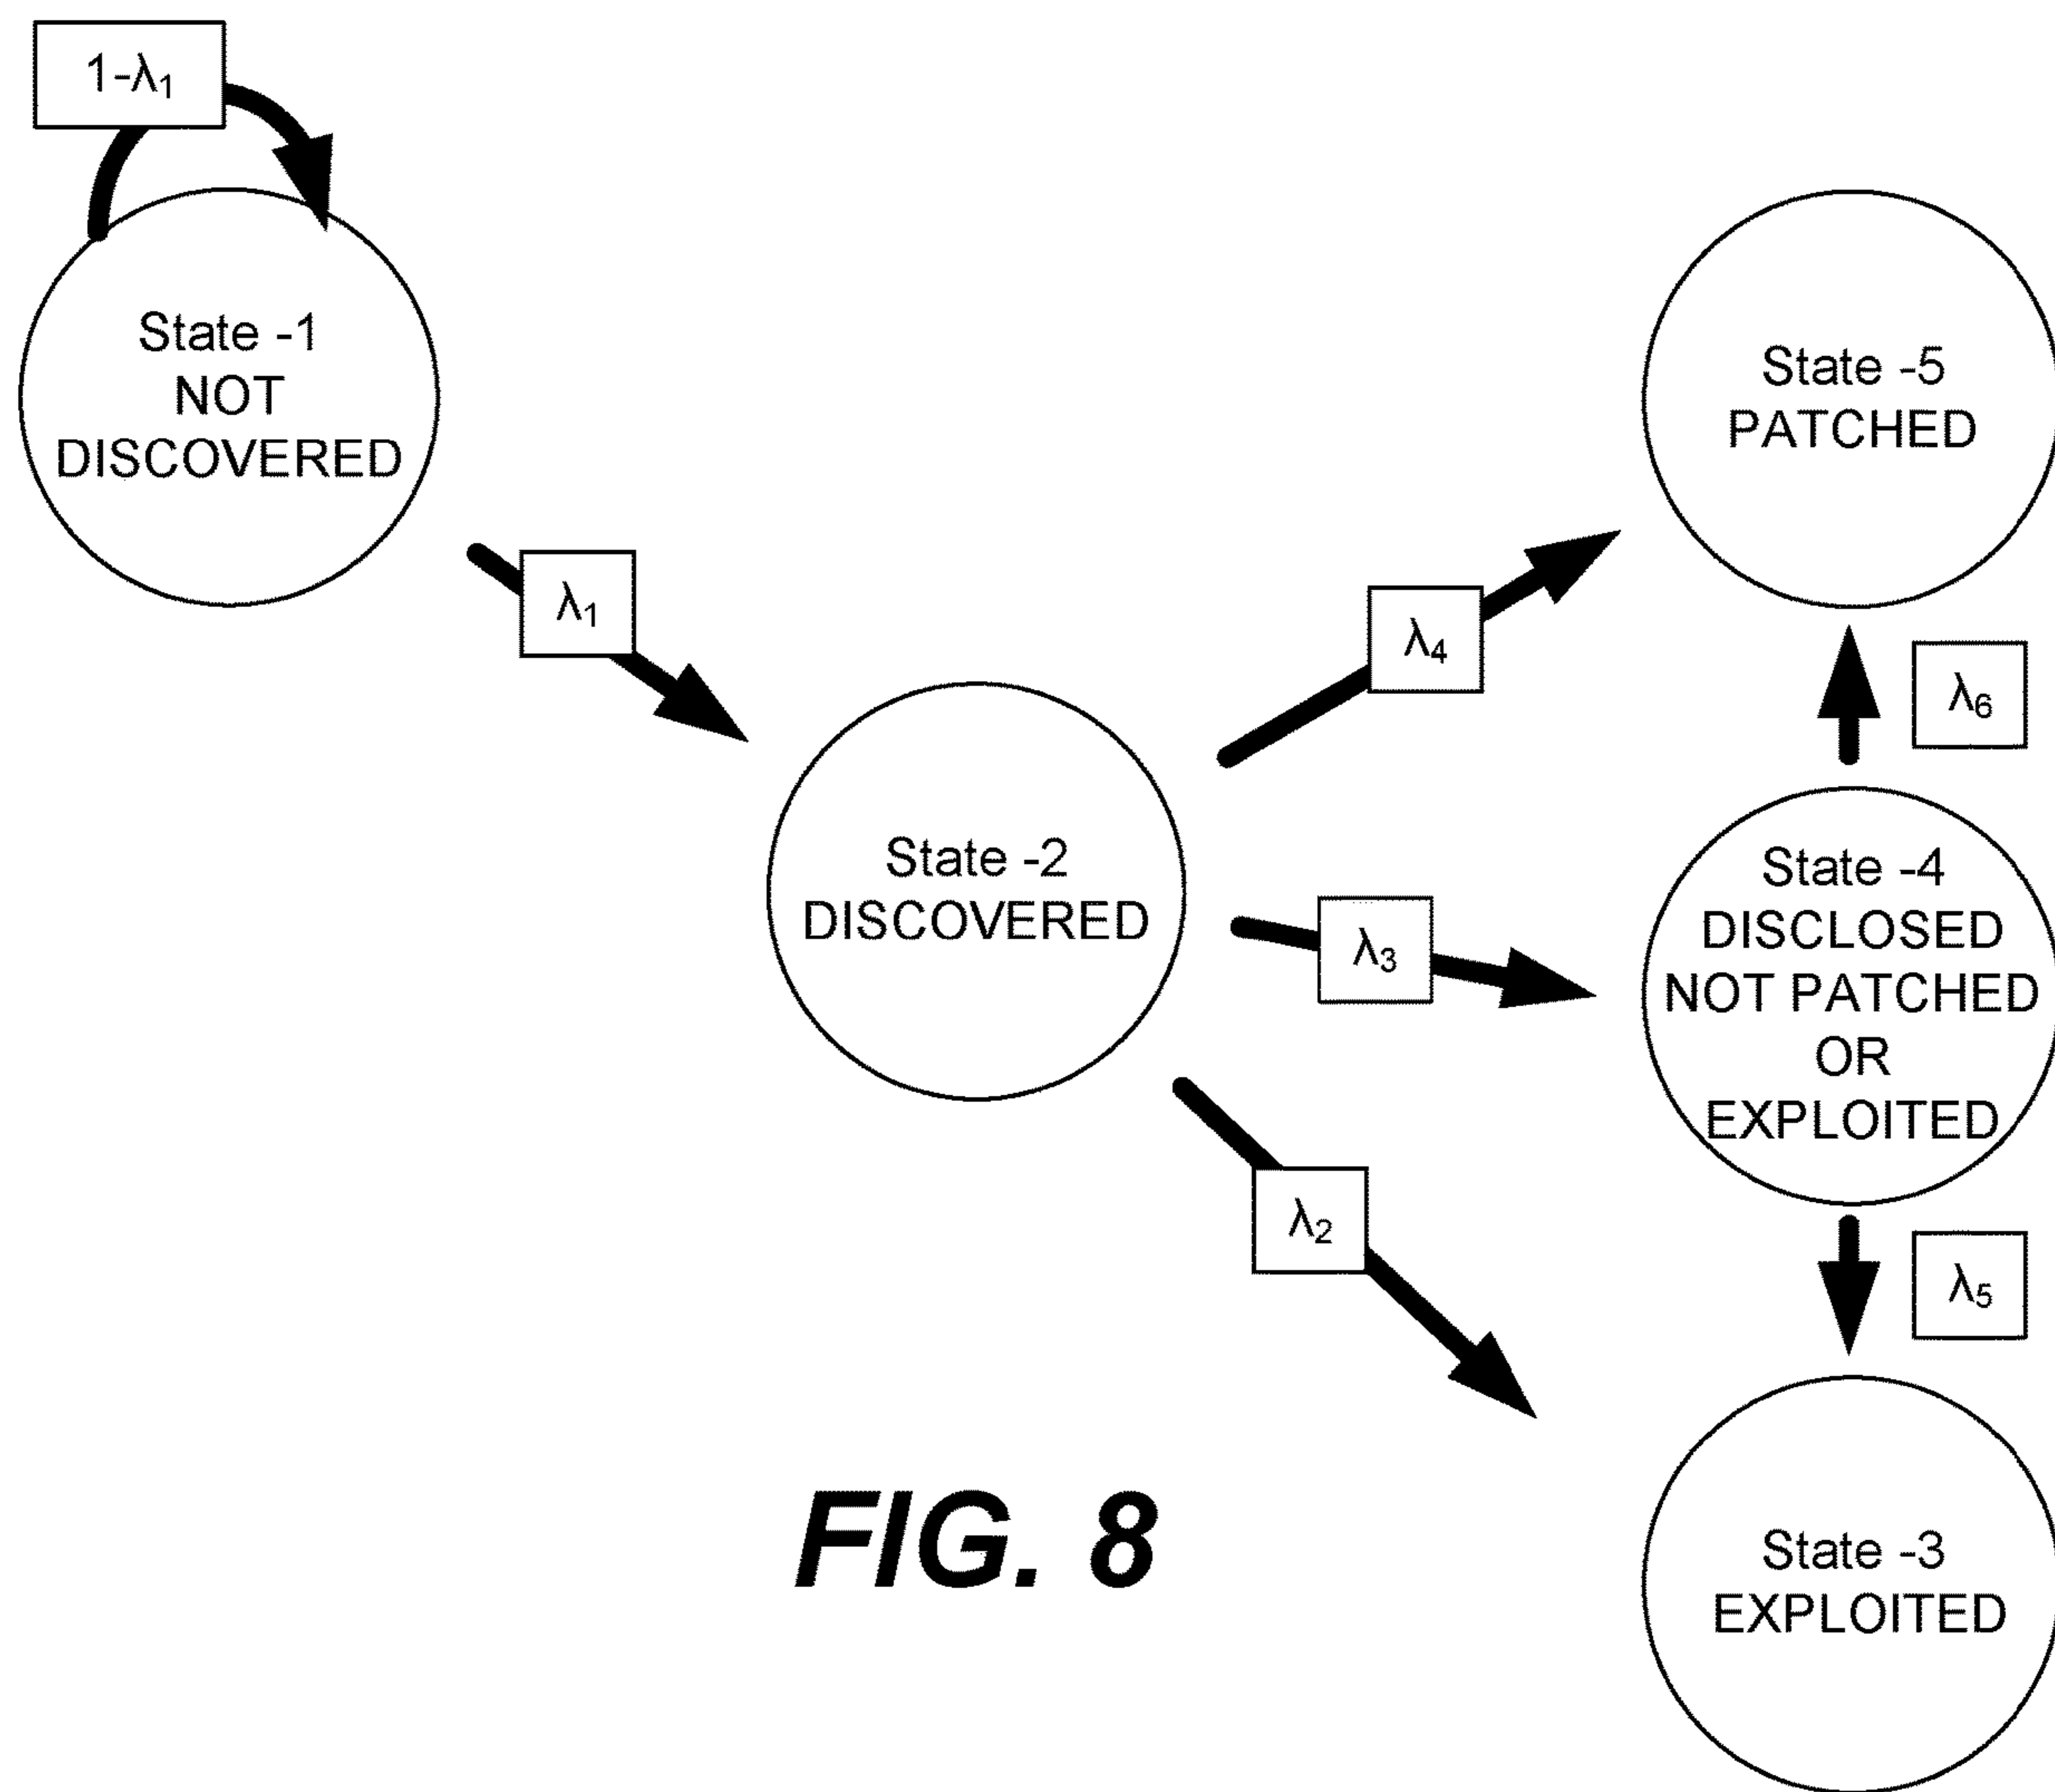 1-λ₁
State -1
NOT
DISCOVERED
λ₁
State -2
DISCOVERED
λ₄
λ₃
λ₂
State -5
PATCHED
λ₆
State -4
DISCLOSED
NOT PATCHED
OR
EXPLOITED
λ₅
State -3
EXPLOITED
FIG. 8